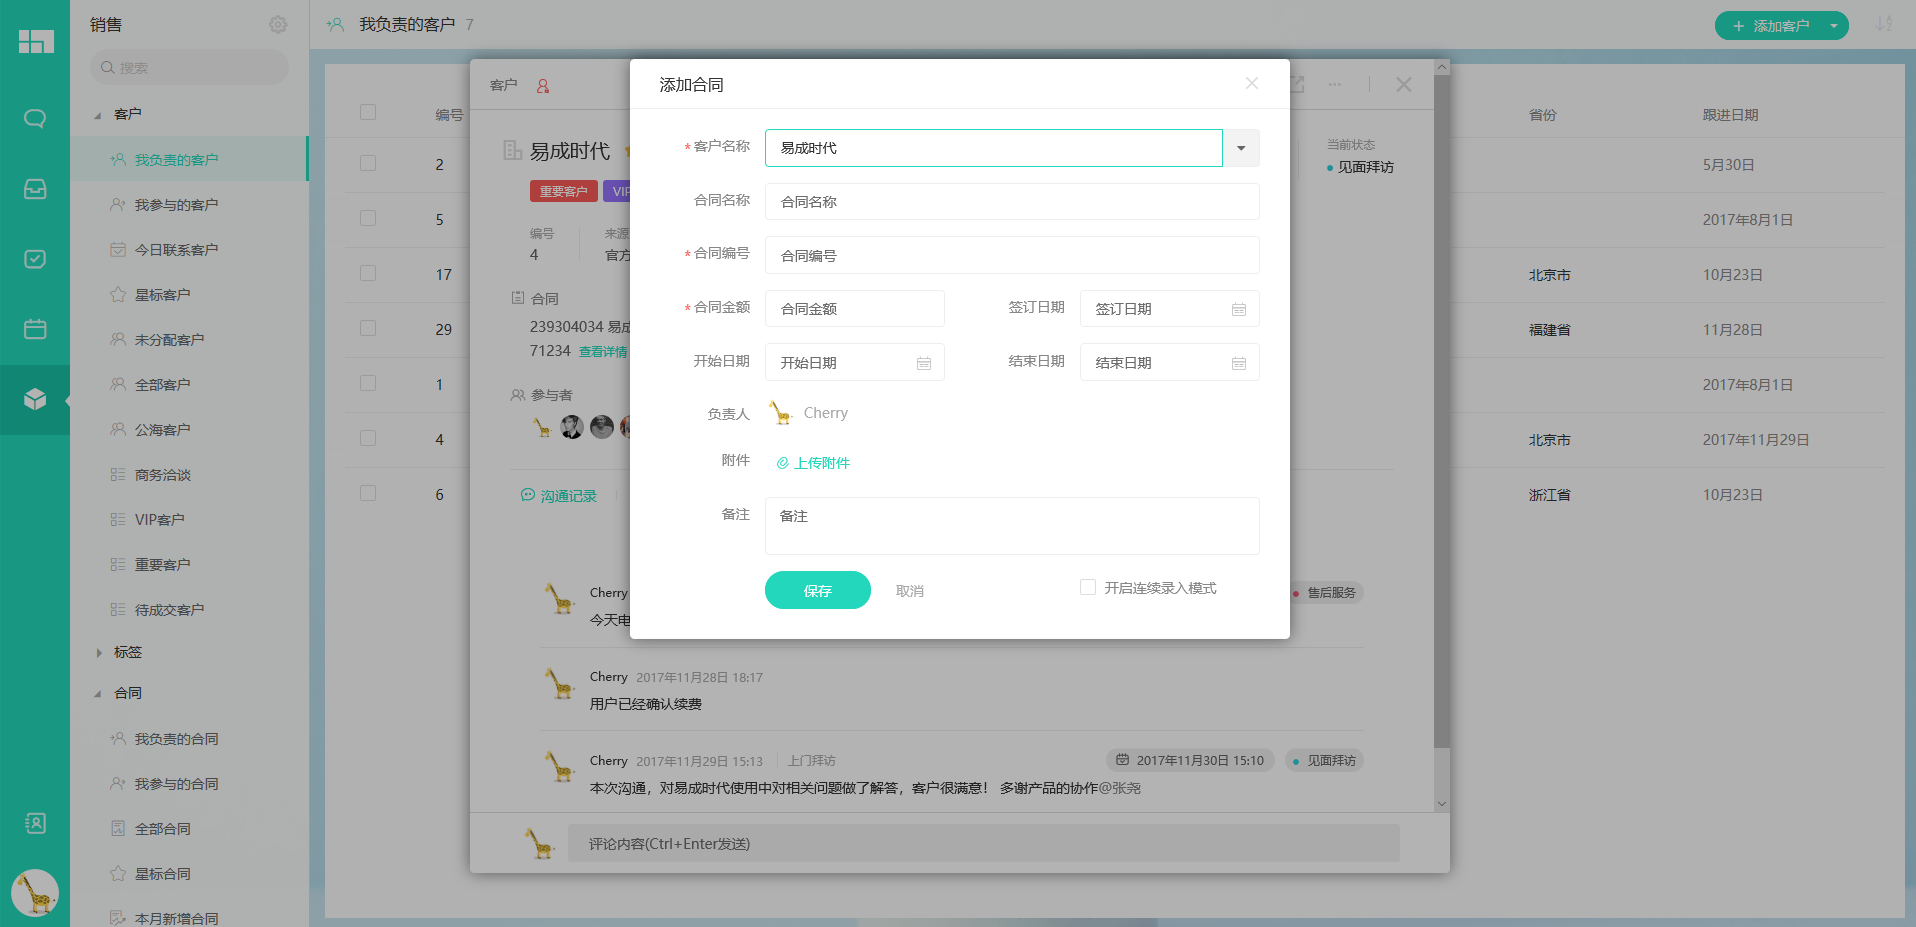 销售
搜索
客户
我负责的客户
我参与的客户
今日联系客户
星标客户
未分配客户
全部客户
公海客户
商务洽谈
VIP客户
重要客户
待成交客户
标签
合同
我负责的合同
我参与的合同
全部合同
星标合同
本月新增合同
我负责的客户 7
添加客户
编号
省份
跟进日期
2
5月30日
5
2017年8月1日
17
北京市
10月23日
29
福建省
11月28日
1
2017年8月1日
4
北京市
2017年11月29日
6
浙江省
10月23日
客户
易成时代
重要客户
VIP
编号
来源
4
官方
当前状态
见面拜访
合同
239304034 易成
71234 查看详情
参与者
沟通记录
Cherry
售后服务
今天电
Cherry 2017年11月28日 18:17
用户已经确认续费
Cherry 2017年11月29日 15:13 上门拜访
2017年11月30日 15:10
见面拜访
本次沟通，对易成时代使用中对相关问题做了解答，客户很满意！ 多谢产品的协作@张尧
评论内容(Ctrl+Enter发送)
添加合同
*客户名称
易成时代
合同名称
合同名称
*合同编号
合同编号
*合同金额
合同金额
签订日期
签订日期
开始日期
开始日期
结束日期
结束日期
负责人
Cherry
附件
上传附件
备注
备注
保存
取消
开启连续录入模式